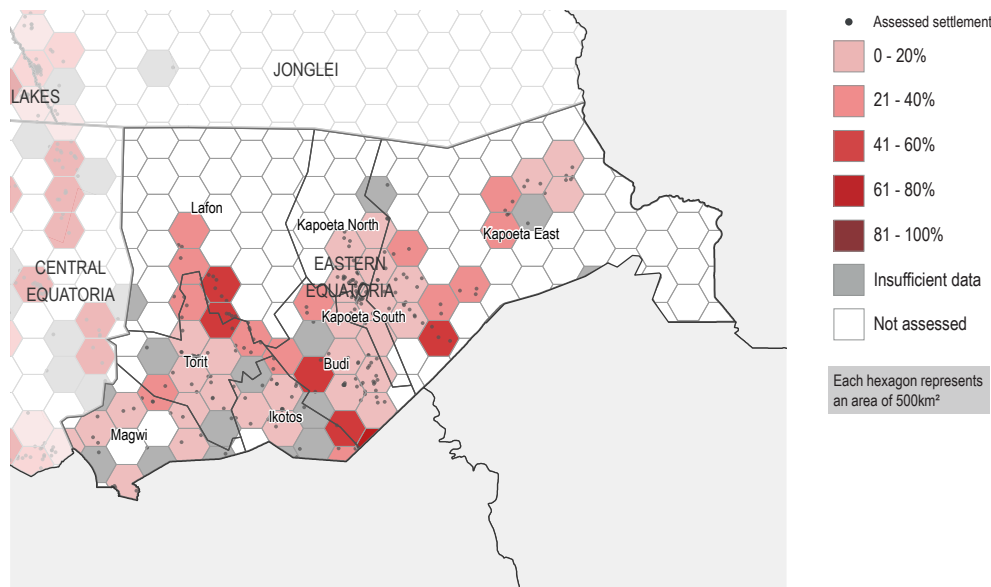 JONGLEI
LAKES
Lafon
Kapoeta North
Kapoeta East
CENTRAL
EQUATORIA
EASTERN
EQUATORIA
Kapoeta South
Torit
Budi
Ikotos
Magwi
Assessed settlement
0 - 20%
21 - 40%
41 - 60%
61 - 80%
81 - 100%
Insufficient data
Not assessed
Each hexagon represents
an area of 500km²